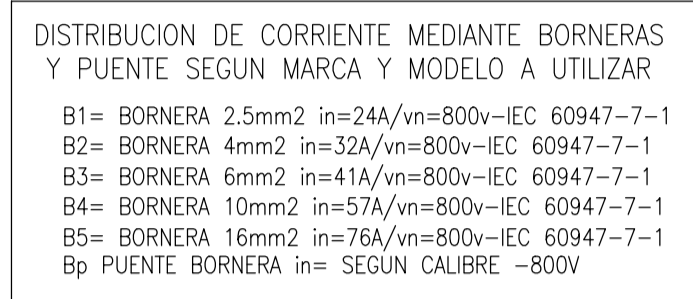 DISTRIBUCION DE CORRIENTE MEDIANTE BORNERAS
Y PUENTE SEGUN MARCA Y MODELO A UTILIZAR
B1= BORNERA 2.5mm2 in=24A/vn=800v-IEC 60947-7-1
B2= BORNERA 4mm2 in=32A/vn=800v-IEC 60947-7-1
B3= BORNERA 6mm2 in=41A/vn=800v-IEC 60947-7-1
B4= BORNERA 10mm2 in=57A/vn=800v-IEC 60947-7-1
B5= BORNERA 16mm2 in=76A/vn=800v-IEC 60947-7-1
Bp PUENTE BORNERA in= SEGUN CALIBRE -800V